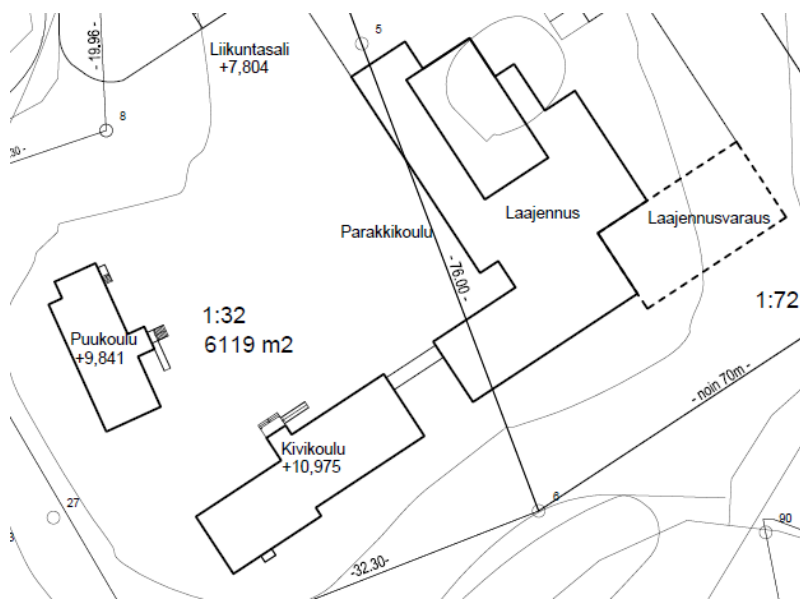 5
- 19.96 -
Liikuntasali
+7,804
8
30 -
Laajennus
Laajennusvaraus
Parakkikoulu
- 76.00 -
1:32
6119 m2
1:72
Puukoulu
+9,841
- noin 70m -
Kivikoulu
+10,975
6
27
90
-32.30-